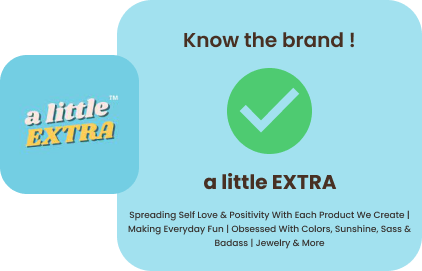 Know the brand !
a little
EXTRA
TM
a little EXTRA
Spreading Self Love & Positivity With Each Product We Create |
Making Everyday Fun | Obsessed With Colors, Sunshine, Sass &
Badass | Jewelry & More